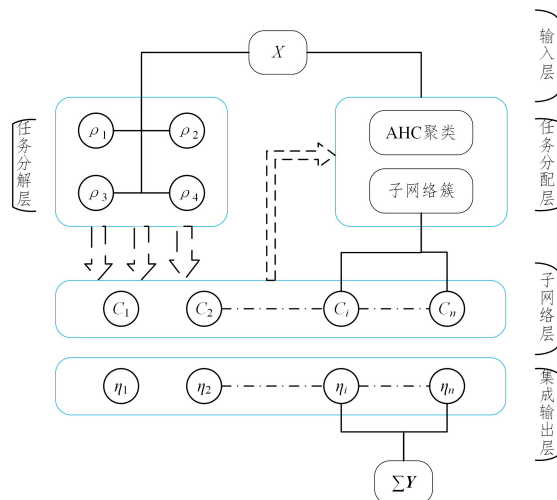 X
输入层
ρ1 ρ2
ρ3 ρ4
任务分解层
AHC聚类
子网络簇
任务分配层
C1 C2 Ci Cn
子网络层
η1 η2 ηi ηn
集成输出层
∑Y